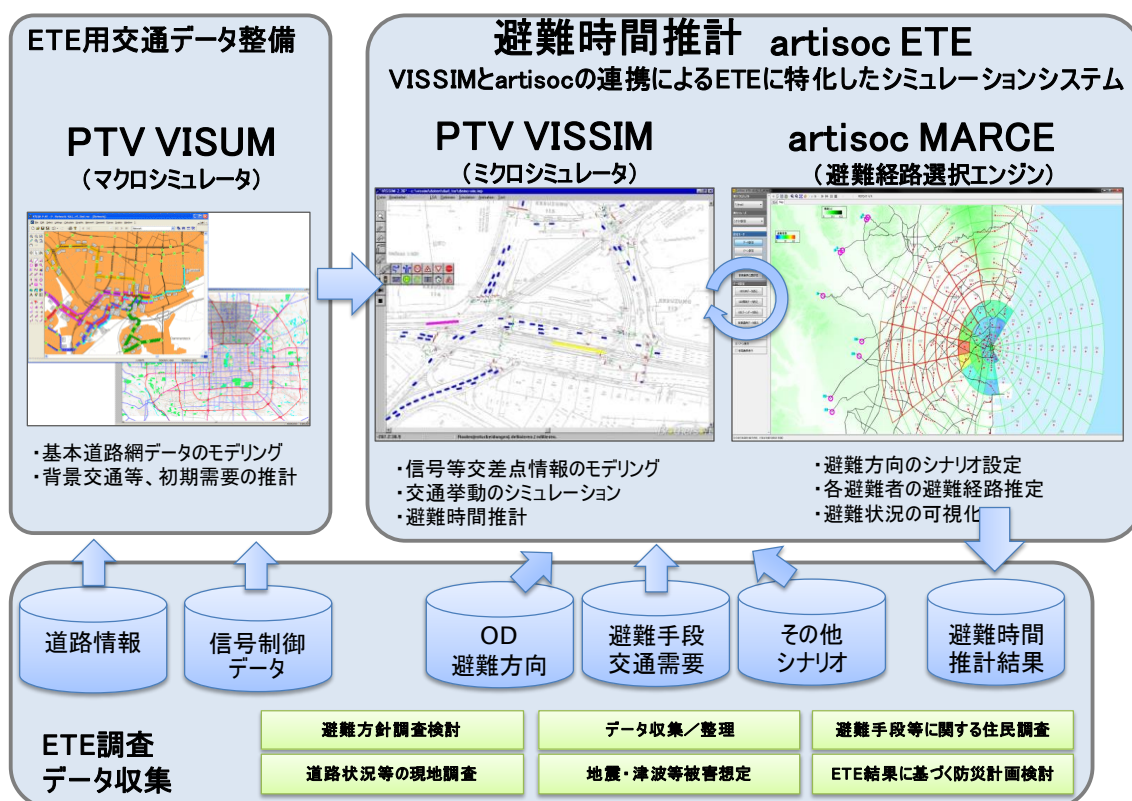 ETE用交通データ整備
PTV VISUM
(マクロシミュレータ)
・基本道路網データのモデリング
・背景交通等、初期需要の推計
避難時間推計 artisoc ETE
VISSIMとartisocの連携によるETEに特化したシミュレーションシステム
PTV VISSIM
(ミクロシミュレータ)
・信号等交差点情報のモデリング
・交通挙動のシミュレーション
・避難時間推計
artisoc MARCE
(避難経路選択エンジン)
・避難方向のシナリオ設定
・各避難者の避難経路推定
・避難状況の可視化
道路情報
信号制御
データ
OD
避難方向
避難手段
交通需要
その他
シナリオ
避難時間
推計結果
ETE調査
データ収集
避難方針調査検討
データ収集／整理
避難手段等に関する住民調査
道路状況等の現地調査
地震・津波等被害想定
ETE結果に基づく防災計画検討